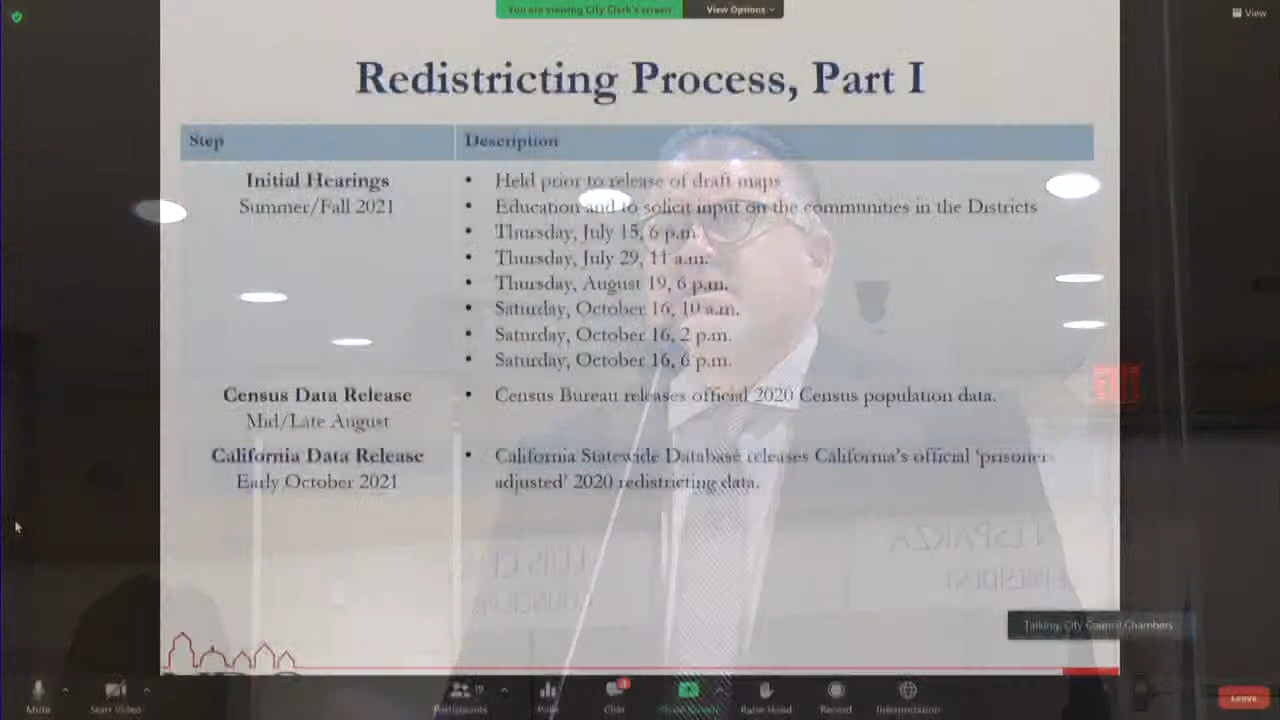 You are viewing City Clerk's screen
View Options
View
Redistricting Process, Part I
Step
Description
Initial Hearings
Summer/Fall 2021
• Held prior to release of draft maps
• Education and to solicit input on the communities in the Districts
• Thursday, July 15, 6 p.m.
• Thursday, July 29, 11 a.m.
• Thursday, August 19, 6 p.m.
• Saturday, October 16, 10 a.m.
• Saturday, October 16, 2 p.m.
• Saturday, October 16, 6 p.m.
Census Data Release
Mid/Late August
• Census Bureau releases official 2020 Census population data.
California Data Release
Early October 2021
• California Statewide Database releases California's official 'prisoner-
adjusted' 2020 redistricting data.
ESPARZA
LUIS
Talking: City Council Chambers
Mute
Start Video
Participants
19
Polls
Chat
Share Screen
Raise Hand
Record
Interpretation
Leave